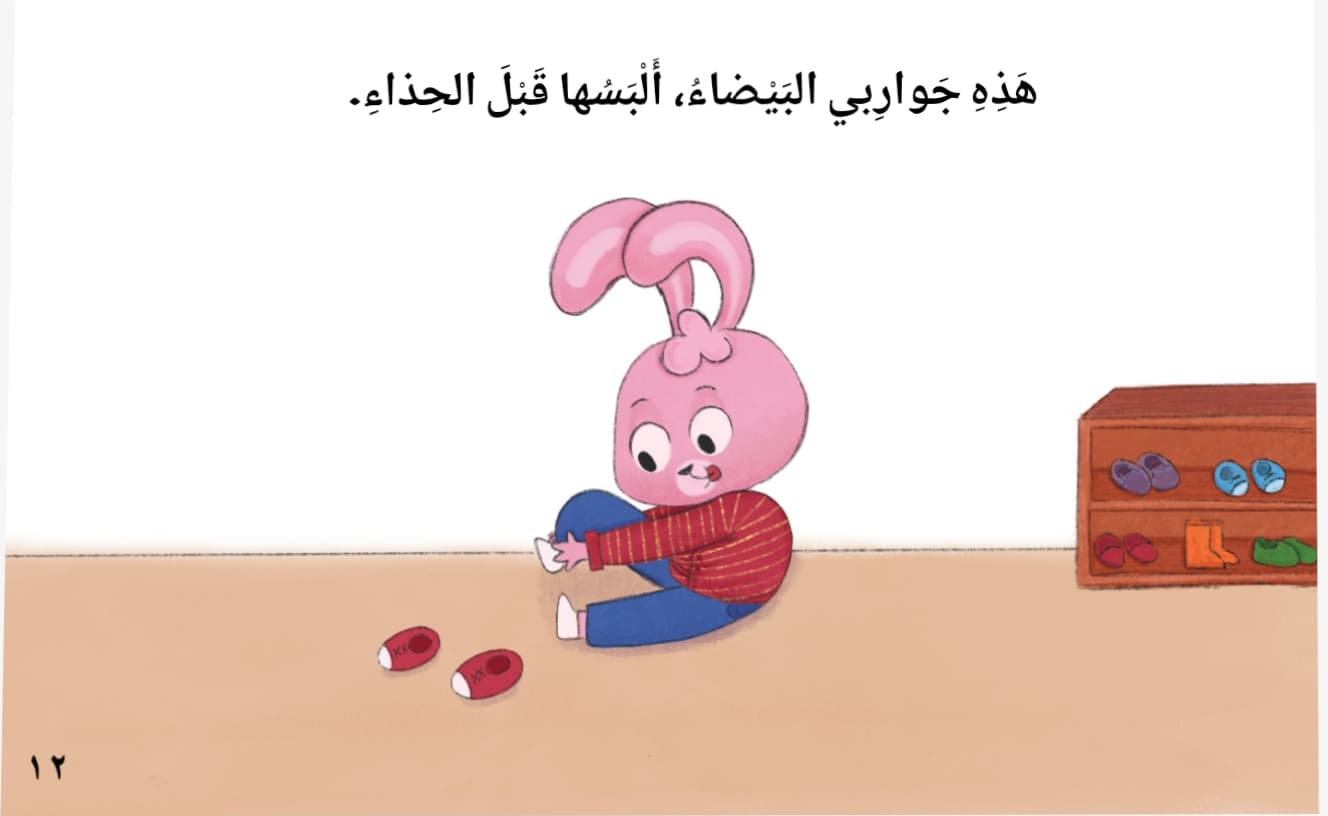 هَذِهِ جَوارِبي البَيْضاءُ، أَلْبَسُها قَبْلَ الحِذاءِ.
١٢